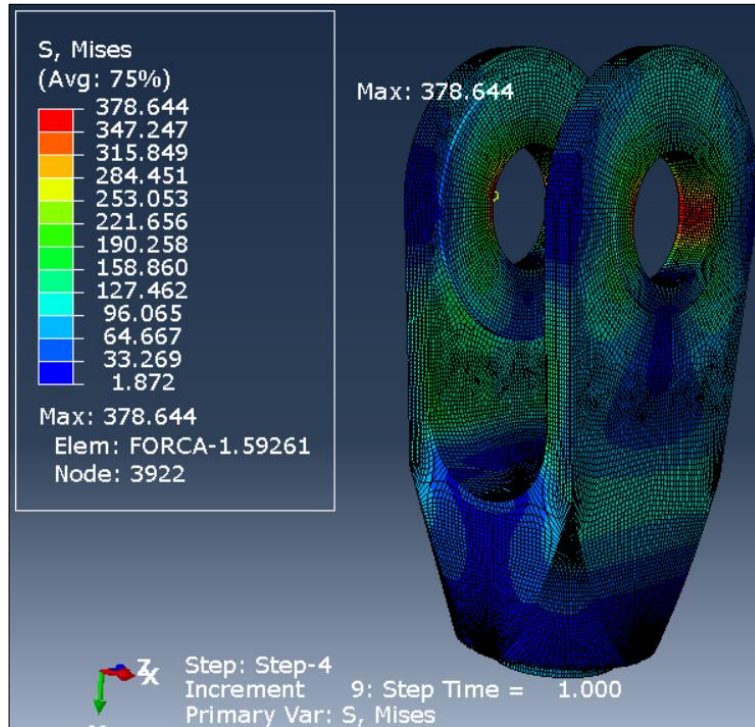 S, Mises
(Avg: 75%)
378.644
347.247
315.849
284.451
253.053
221.656
190.258
158.860
127.462
96.065
64.667
33.269
1.872
Max: 378.644
Elem: FORCA-1.59261
Node: 3922
Max: 378.644
Z
X
Step: Step-4
Increment 9: Step Time = 1.000
Primary Var: S, Mises